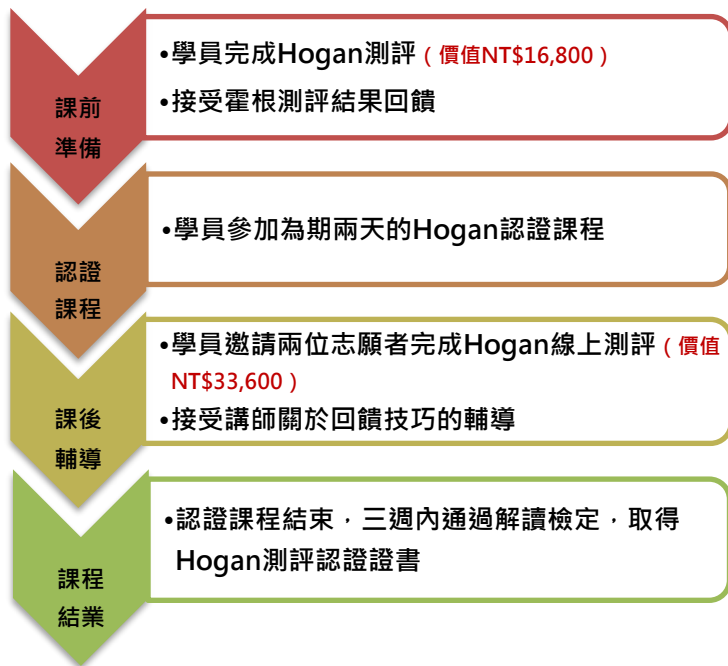 課前
準備
•學員完成Hogan測評（價值NT$16,800）
•接受霍根測評結果回饋
認證
課程
•學員參加為期兩天的Hogan認證課程
課後
輔導
•學員邀請兩位志願者完成Hogan線上測評（價值
NT$33,600）
•接受講師關於回饋技巧的輔導
課程
結業
•認證課程結束，三週內通過解讀檢定，取得
Hogan測評認證證書